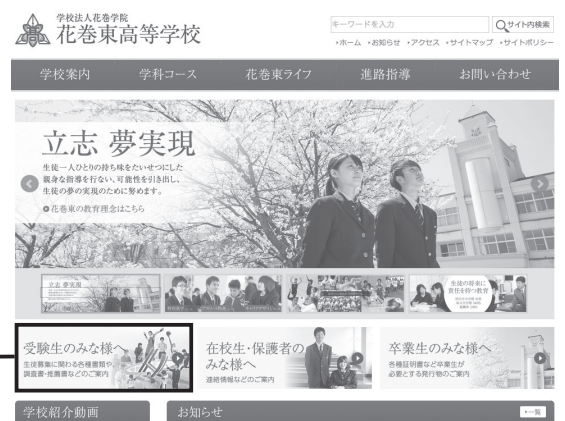 学校法人花巻学院
花巻東高等学校
キーワードを入力
サイト内検索
ホーム お知らせ アクセス サイトマップ サイトポリシー
学校案内 学科コース 花巻東ライフ 進路指導 お問い合わせ
立志 夢実現
生徒一人ひとりの持ち味をたいせつにした
親身な指導を行ない、可能性を引き出し、
生徒の夢の実現のために努めます。
花巻東の教育理念はこちら
立志 夢実現
生徒の将来に
責任を持つ教育
受験生のみな様へ
生徒募集に関わる各種書類や
調査書・推薦書などのご案内
在校生・保護者の
みな様へ
連絡情報などのご案内
卒業生のみな様へ
各種証明書など卒業生が
必要とする発行物のご案内
学校紹介動画
お知らせ
一覧